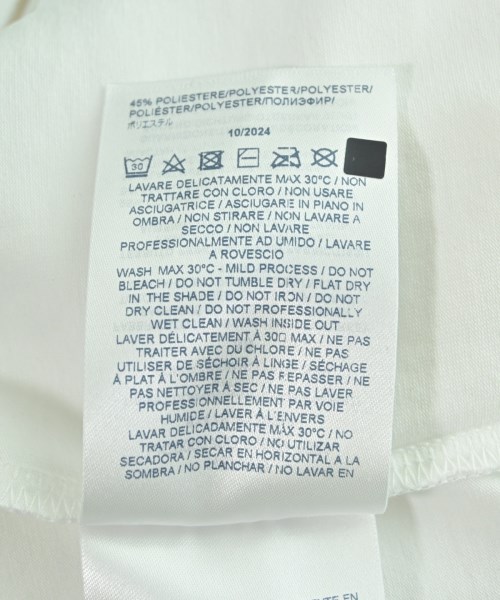 45% POLIESTERE/POLYESTER/POLYESTER/
POLIÉSTER/POLYESTER/ПОЛИЭФИР/
ポリエステル
10/2024
30
LAVARE DELICATAMENTE MAX 30°C / NON
TRATTARE CON CLORO / NON USARE
ASCIUGATRICE / ASCIUGARE IN PIANO IN
OMBRA / NON STIRARE / NON LAVARE A
SECCO / NON LAVARE
PROFESSIONALMENTE AD UMIDO / LAVARE
A ROVESCIO
WASH MAX 30°C - MILD PROCESS / DO NOT
BLEACH / DO NOT TUMBLE DRY / FLAT DRY
IN THE SHADE / DO NOT IRON / DO NOT
DRY CLEAN / DO NOT PROFESSIONALLY
WET CLEAN / WASH INSIDE OUT
LAVER DÉLICATEMENT À 30□ MAX / NE PAS
TRAITER AVEC DU CHLORE / NE PAS
UTILISER DE SÉCHOIR À LINGE / SÉCHAGE
À PLAT À L'OMBRE / NE PAS REPASSER / NE
PAS NETTOYER À SEC / NE PAS LAVER
PROFESSIONNELLEMENT PAR VOIE
HUMIDE / LAVER À L'ENVERS
LAVAR DELICADAMENTE MAX 30°C / NO
TRATAR CON CLORO / NO UTILIZAR
SECADORA / SECAR EN HORIZONTAL A LA
SOMBRA / NO PLANCHAR / NO LAVAR EN
EN